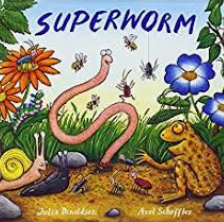 SUPERWORM
Julia Donaldson Axel Scheffler